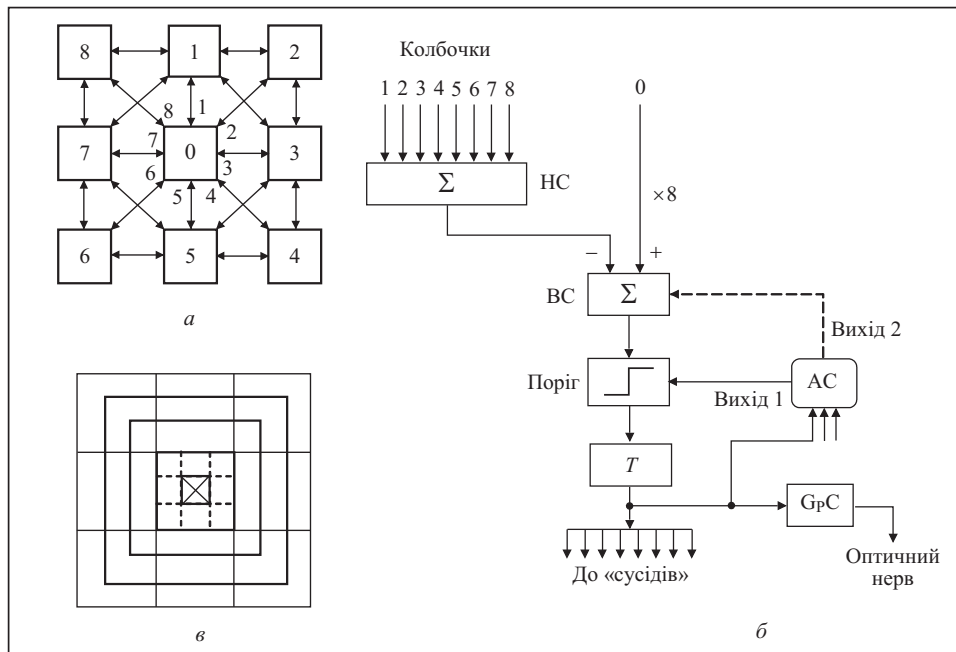 8 1 2
8 1 2
7 7 0 3 3
6 5 4
6 5 4
а
Колбочки
1 2 3 4 5 6 7 8
0
Σ
НС
×8
– +
ВС
Σ
Вихід 2
Поріг
Вихід 1
АС
T
GPC
До «сусідів»
Оптичний
нерв
в
б